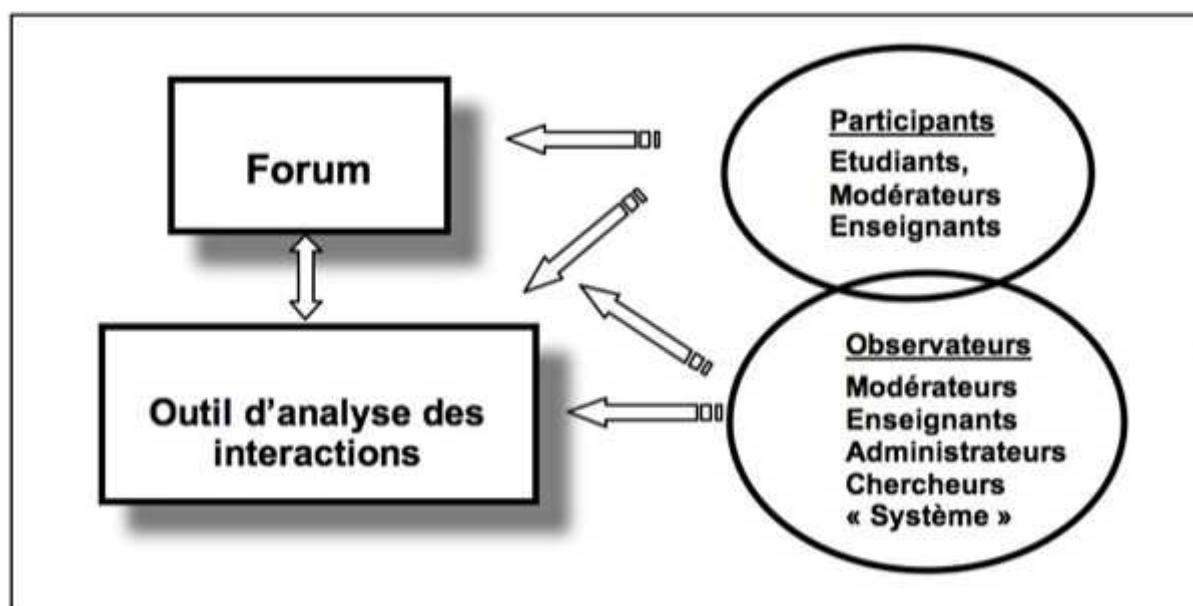 Forum
Outil d’analyse des
interactions
Participants
Etudiants,
Modérateurs
Enseignants
Observateurs
Modérateurs
Enseignants
Administrateurs
Chercheurs
« Système »